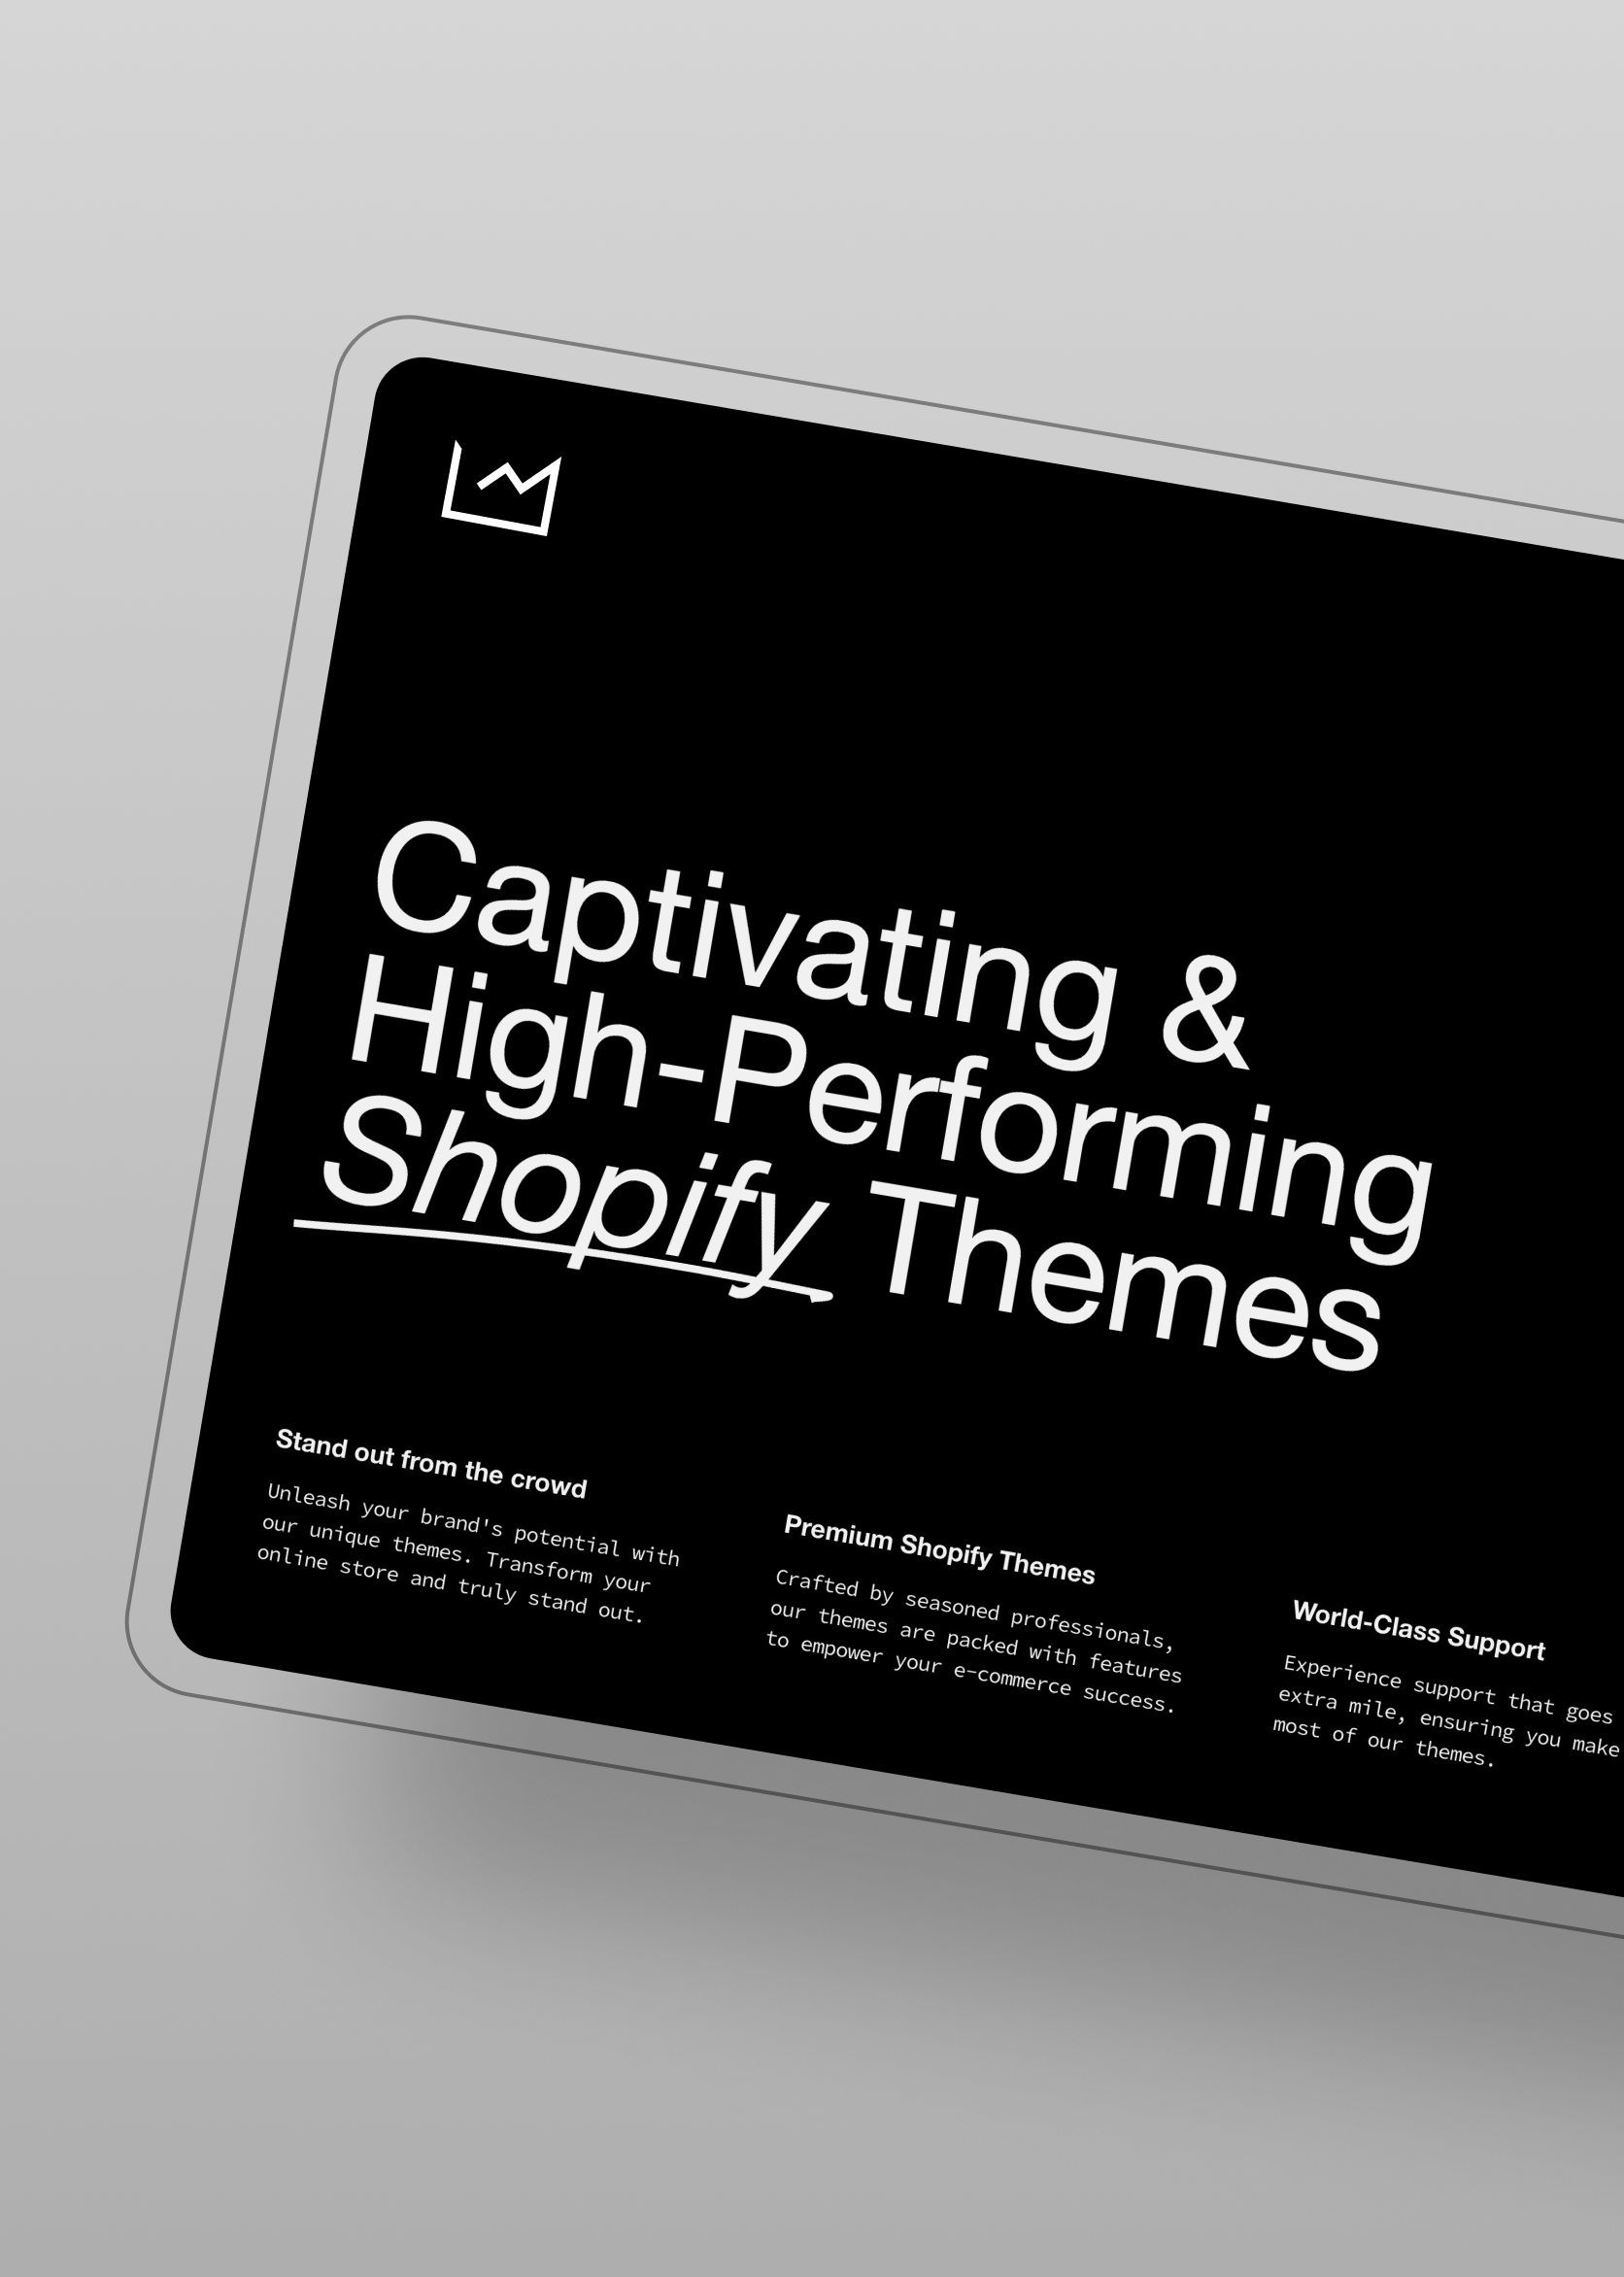 Captivating &
High-Performing
Shopify Themes
Stand out from the crowd
Unleash your brand's potential with
our unique themes. Transform your
online store and truly stand out.
Premium Shopify Themes
Crafted by seasoned professionals,
our themes are packed with features
to empower your e-commerce success.
World-Class Support
Experience support that goes
extra mile, ensuring you make
most of our themes.